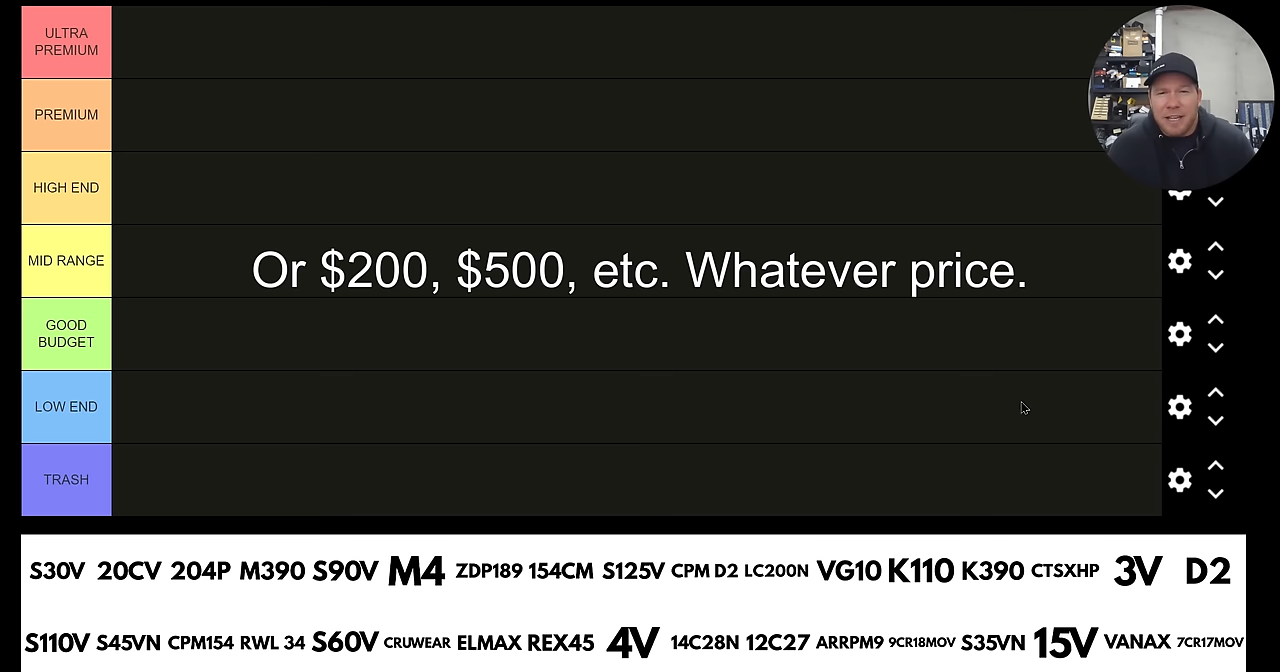 ULTRA
PREMIUM
PREMIUM
HIGH END
MID RANGE
Or $200, $500, etc. Whatever price.
GOOD
BUDGET
LOW END
TRASH
S30V 20CV 204P M390 S90V M4 ZDP189 154CM S125V CPM D2 LC200N VG10 K110 K390 CTSXHP 3V D2
S110V S45VN CPM154 RWL 34 S60V CRUWEAR ELMAX REX45 4V 14C28N 12C27 ARRPM9 9CR18MOV S35VN 15V VANAX 7CR17MOV